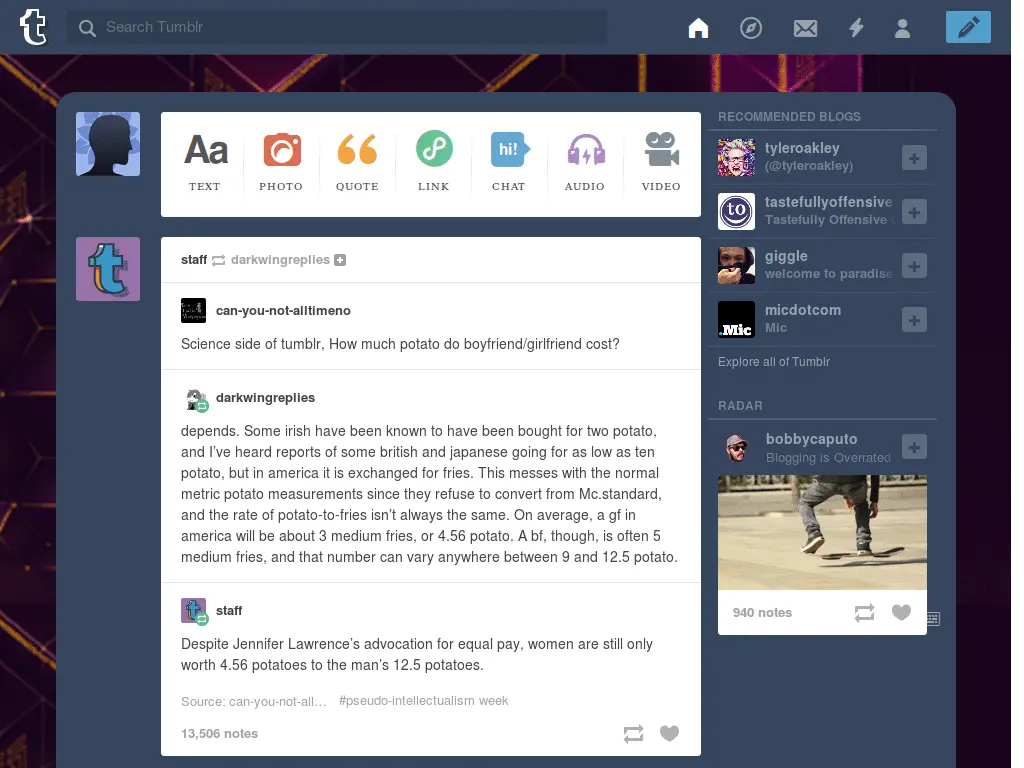 Search Tumblr
Aa
hi!
TEXT
PHOTO
QUOTE
LINK
CHAT
AUDIO
VIDEO
staff darkwingreplies
can-you-not-alltimeno
Science side of tumblr, How much potato do boyfriend/girlfriend cost?
darkwingreplies
depends. Some irish have been known to have been bought for two potato,
and I’ve heard reports of some british and japanese going for as low as ten
potato, but in america it is exchanged for fries. This messes with the normal
metric potato measurements since they refuse to convert from Mc.standard,
and the rate of potato-to-fries isn’t always the same. On average, a gf in
america will be about 3 medium fries, or 4.56 potato. A bf, though, is often 5
medium fries, and that number can vary anywhere between 9 and 12.5 potato.
staff
Despite Jennifer Lawrence’s advocation for equal pay, women are still only
worth 4.56 potatoes to the man’s 12.5 potatoes.
Source: can-you-not-all… #pseudo-intellectualism week
13,506 notes
RECOMMENDED BLOGS
tyleroakley
(@tyleroakley)
to
tastefullyoffensive
Tastefully Offensive
giggle
welcome to paradise
.Mic
micdotcom
Mic
Explore all of Tumblr
RADAR
bobbycaputo
Blogging is Overrated
940 notes